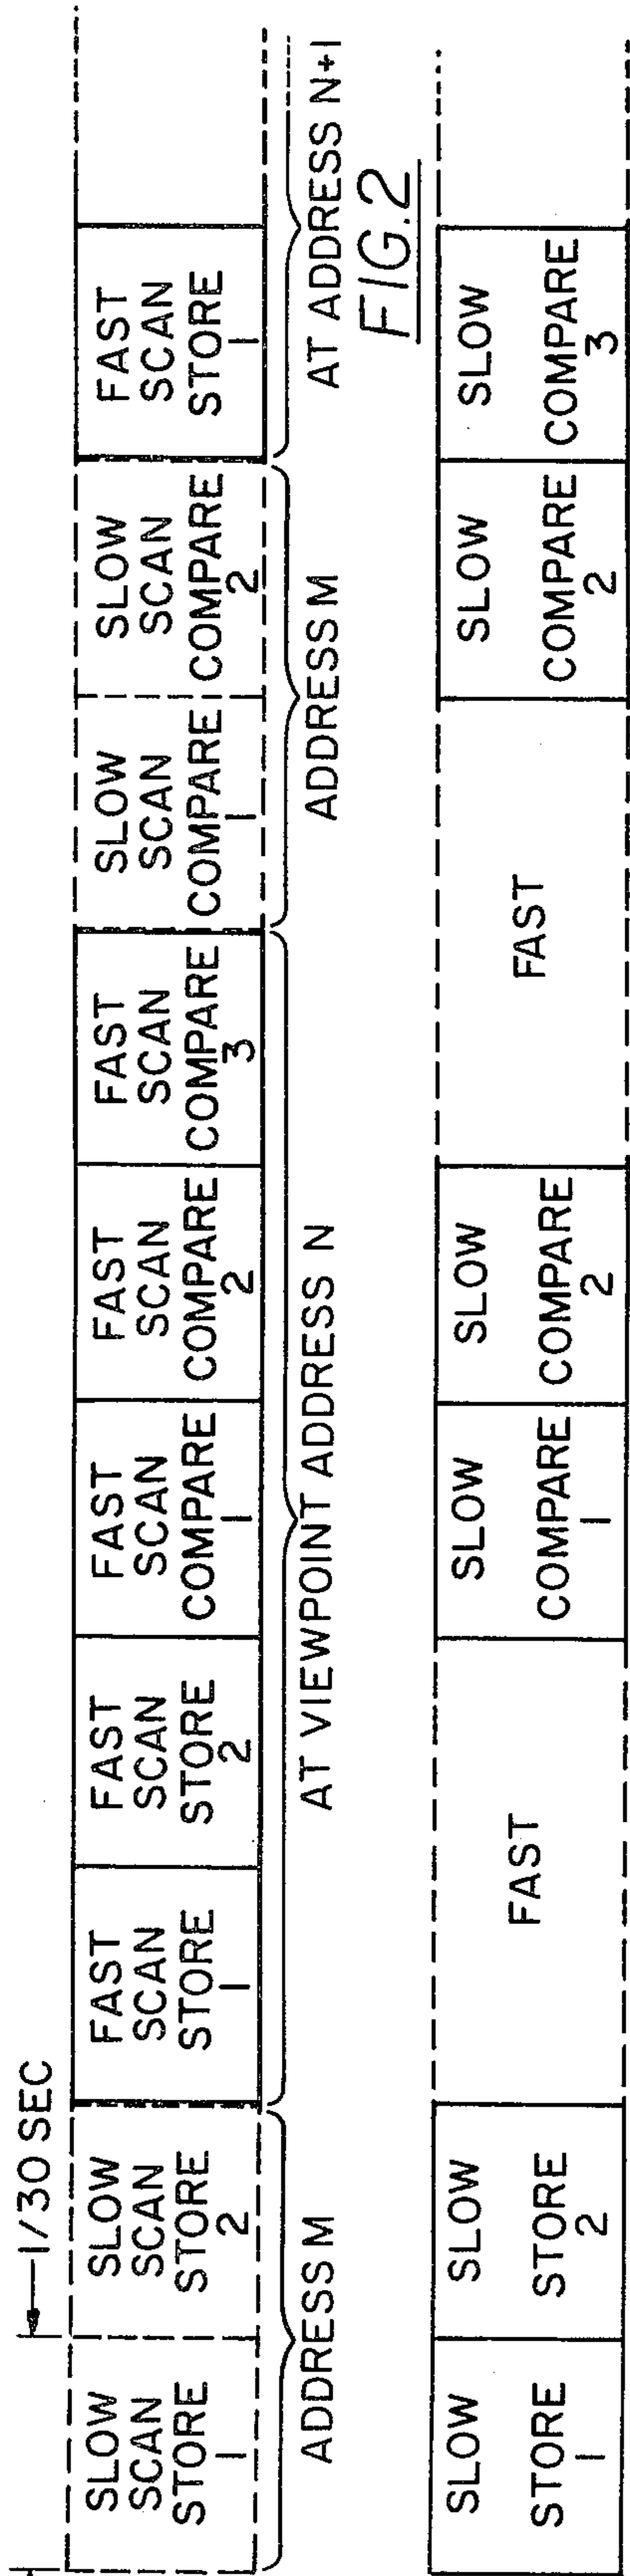 1/30 SEC
SLOW
SCAN
STORE
1
SLOW
SCAN
STORE
2
FAST
SCAN
STORE
1
FAST
SCAN
STORE
2
FAST
SCAN
COMPARE
1
FAST
SCAN
COMPARE
2
FAST
SCAN
COMPARE
3
SLOW
SCAN
COMPARE
1
SLOW
SCAN
COMPARE
2
FAST
SCAN
STORE
1
ADDRESS M
AT VIEWPOINT ADDRESS N
ADDRESS M
AT ADDRESS N+1
FIG.2
SLOW
STORE
1
SLOW
STORE
2
FAST
SLOW
COMPARE
1
SLOW
COMPARE
2
FAST
SLOW
COMPARE
2
SLOW
COMPARE
3